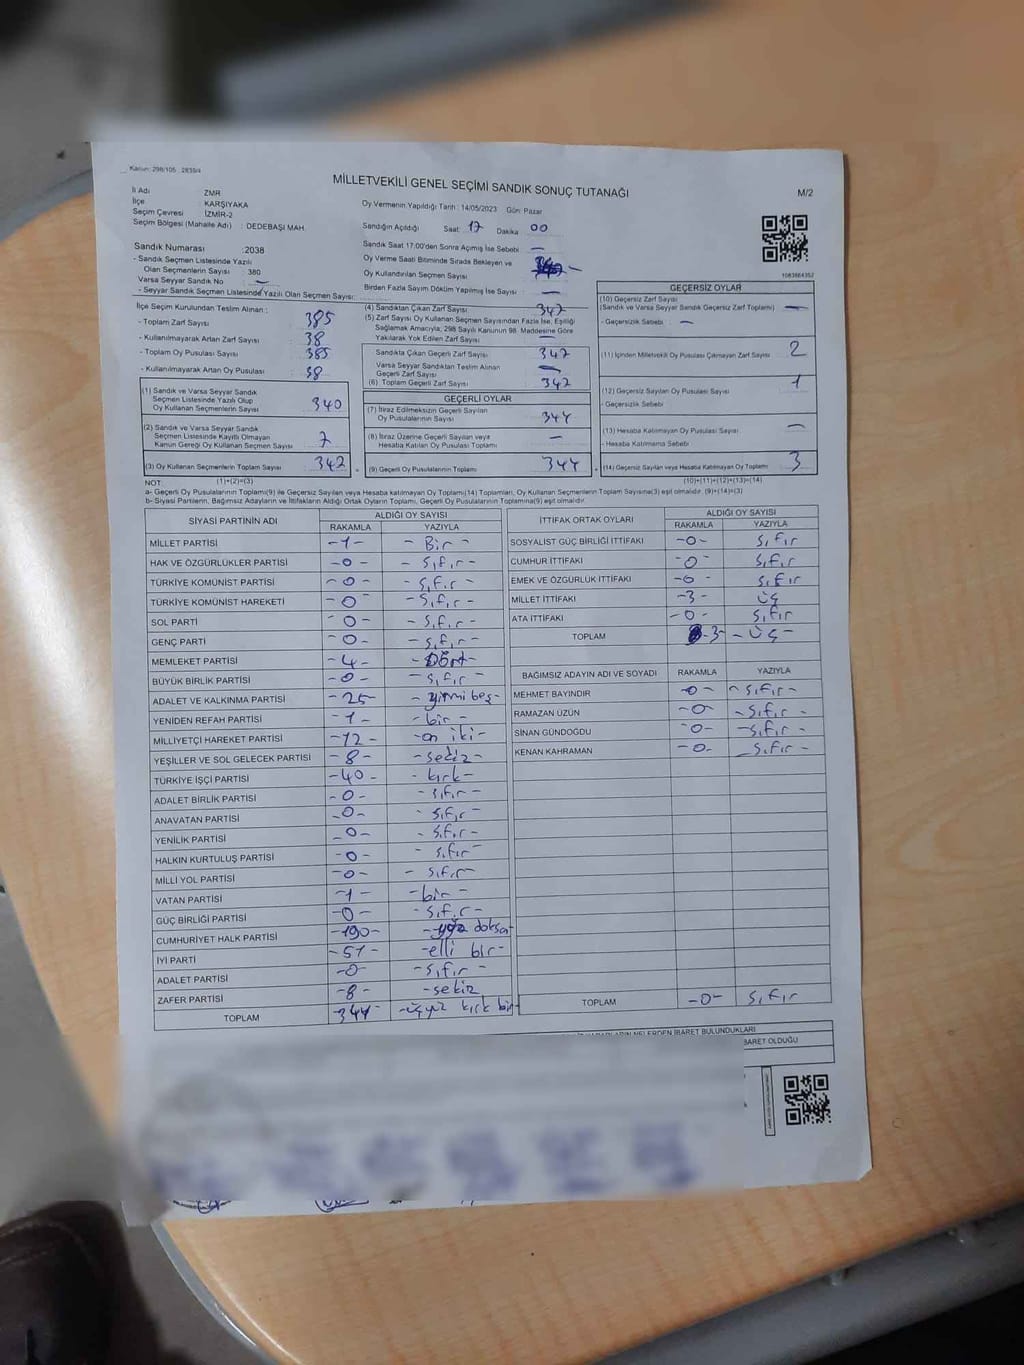 Kanun: 298/105 2839/4
MİLLETVEKİLİ GENEL SEÇİMİ SANDIK SONUÇ TUTANAĞI
M/2
İl Adı ZMR
İlçe KARŞIYAKA
Seçim Çevresi İZMİR-2
Seçim Bölgesi (Mahalle Adı) : DEDEBAŞI MAH.
Oy Vermenin Yapıldığı Tarih : 14/05/2023 Gün: Pazar
Sandığın Açıldığı Saat: 17 Dakika 00
Sandık Saat 17:00'den Sonra Açılmış İse Sebebi —
Oy Verme Saati Bitiminde Sırada Bekleyen ve
Oy Kullandırılan Seçmen Sayısı —
Birden Fazla Sayım Döküm Yapılmış İse Sayısı : —
Sandık Numarası :2038
- Sandık Seçmen Listesinde Yazılı
Olan Seçmenlerin Sayısı : 380
Varsa Seyyar Sandık No —
- Seyyar Sandık Seçmen Listesinde Yazılı Olan Seçmen Sayısı:
1083664352
İlçe Seçim Kurulundan Teslim Alınan :
- Toplam Zarf Sayısı 385
- Kullanılmayarak Artan Zarf Sayısı 38
- Toplam Oy Pusulası Sayısı 385
- Kullanılmayarak Artan Oy Pusulası 38
(1) Sandık ve Varsa Seyyar Sandık
Seçmen Listesinde Yazılı Olup
Oy Kullanan Seçmenlerin Sayısı 340
(2) Sandık ve Varsa Seyyar Sandık
Seçmen Listesinde Kayıtlı Olmayan
Kanun Gereği Oy Kullanan Seçmen Sayısı 7
(3) Oy Kullanan Seçmenlerin Toplam Sayısı 347
(4) Sandıktan Çıkan Zarf Sayısı 347
(5) Zarf Sayısı Oy Kullanan Seçmen Sayısından Fazla İse, Eşitliği
Sağlamak Amacıyla, 298 Sayılı Kanunun 98. Maddesine Göre
Yakılarak Yok Edilen Zarf Sayısı —
Sandıkta Çıkan Geçerli Zarf Sayısı 347
Varsa Seyyar Sandıktan Teslim Alınan
Geçerli Zarf Sayısı —
(6) Toplam Geçerli Zarf Sayısı 347
GEÇERLİ OYLAR
(7) İtiraz Edilmeksizin Geçerli Sayılan
Oy Pusulalarının Sayısı 344
(8) İtiraz Üzerine Geçerli Sayılan veya
Hesaba Katılan Oy Pusulası Toplamı —
(9) Geçerli Oy Pusulalarının Toplamı 344
GEÇERSİZ OYLAR
(10) Geçersiz Zarf Sayısı
(Sandık ve Varsa Seyyar Sandık Geçersiz Zarf Toplamı) —
- Geçersizlik Sebebi : —
(11) İçinden Milletvekili Oy Pusulası Çıkmayan Zarf Sayısı 2
(12) Geçersiz Sayılan Oy Pusulası Sayısı 1
- Geçersizlik Sebebi
(13) Hesaba Katılmayan Oy Pusulası Sayısı —
- Hesaba Katılmama Sebebi
(14) Geçersiz Sayılan veya Hesaba Katılmayan Oy Toplamı 3
NOT: (1)+(2)=(3) (10)+(11)+(12)+(13)=(14)
a- Geçerli Oy Pusulalarının Toplamı(9) ile Geçersiz Sayılan veya Hesaba katılmayan Oy Toplamı(14) Toplamları, Oy Kullanan Seçmenlerin Toplam Sayısına(3) eşit olmalıdır. (9)+(14)=(3)
b- Siyasi Partilerin, Bağımsız Adayların ve İttifakların Aldığı Ortak Oyların Toplamı, Geçerli Oy Pusulalarının Toplamına(9) eşit olmalıdır.
SİYASİ PARTİNİN ADI ALDIĞI OY SAYISI
RAKAMLA YAZIYLA
MİLLET PARTİSİ -1- - Bir -
HAK VE ÖZGÜRLÜKLER PARTİSİ -0- - Sıfır -
TÜRKİYE KOMÜNİST PARTİSİ -0- - Sıfır -
TÜRKİYE KOMÜNİST HAREKETİ -0- - Sıfır -
SOL PARTİ -0- - Sıfır -
GENÇ PARTİ -0- - Sıfır -
MEMLEKET PARTİSİ -4- - Dört -
BÜYÜK BİRLİK PARTİSİ -0- - Sıfır -
ADALET VE KALKINMA PARTİSİ -25 - yirmi beş -
YENİDEN REFAH PARTİSİ -1- - bir -
MİLLİYETÇİ HAREKET PARTİSİ -12- - on iki -
YEŞİLLER VE SOL GELECEK PARTİSİ -8- - sekiz -
TÜRKİYE İŞÇİ PARTİSİ -40- - kırk -
ADALET BİRLİK PARTİSİ -0- - Sıfır -
ANAVATAN PARTİSİ -0- - Sıfır -
YENİLİK PARTİSİ -0- - Sıfır -
HALKIN KURTULUŞ PARTİSİ -0- - Sıfır -
MİLLİ YOL PARTİSİ -0- - Sıfır
VATAN PARTİSİ -1- - bir -
GÜÇ BİRLİĞİ PARTİSİ -0- - Sıfır -
CUMHURİYET HALK PARTİSİ -190-
İYİ PARTİ -51- - elli bir -
ADALET PARTİSİ -0- - Sıfır -
ZAFER PARTİSİ -8- - sekiz
TOPLAM -344- - üçyüz kırk
İTTİFAK ORTAK OYLARI ALDIĞI OY SAYISI
RAKAMLA YAZIYLA
SOSYALİST GÜÇ BİRLİĞİ İTTİFAKI -0- Sıfır
CUMHUR İTTİFAKI -0- Sıfır
EMEK VE ÖZGÜRLÜK İTTİFAKI -0- Sıfır
MİLLET İTTİFAKI -3- üç
ATA İTTİFAKI -0- Sıfır
TOPLAM -3- - üç -
BAĞIMSIZ ADAYIN ADI VE SOYADI RAKAMLA YAZIYLA
MEHMET BAYINDIR -0- - Sıfır -
RAMAZAN ÜZÜN -0- - Sıfır -
SİNAN GÜNDOĞDU -0- - Sıfır -
KENAN KAHRAMAN -0- - Sıfır -
TOPLAM -0- Sıfır
NELERDEN İBARET BULUNDUKLARI
BARET OLDUĞU